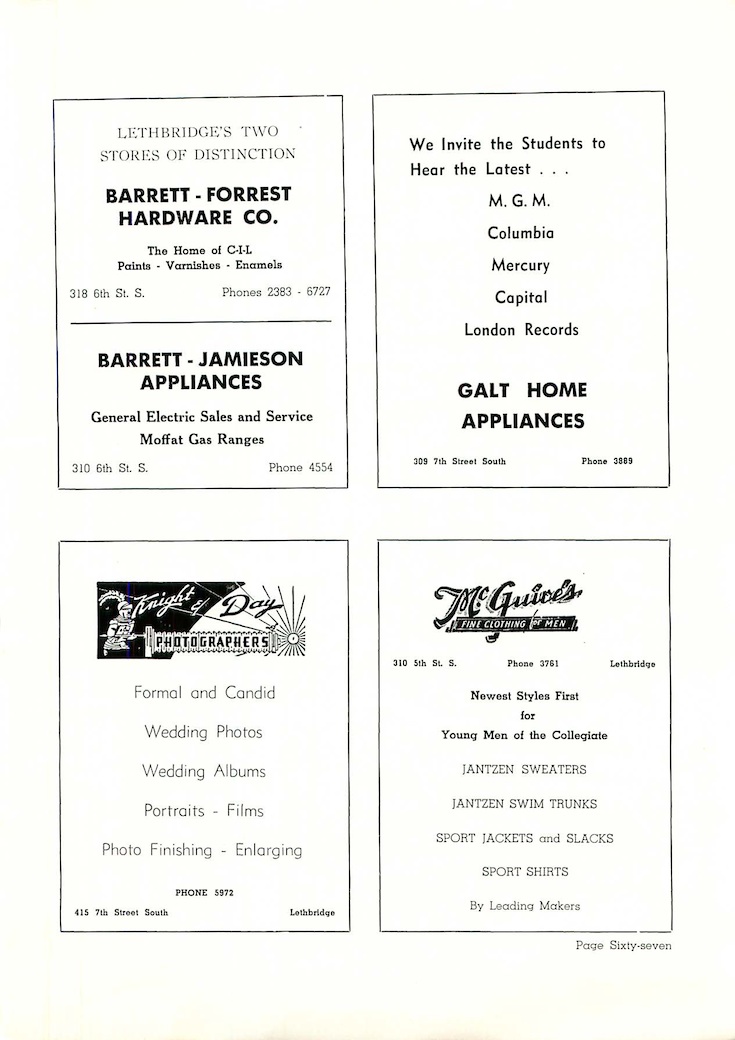 LETHBRIDGE'S TWO
STORES OF DISTINCTION
BARRETT - FORREST
HARDWARE CO.
The Home of C-I-L
Paints - Varnishes - Enamels
318 6th St. S. Phones 2383 - 6727
BARRETT - JAMIESON
APPLIANCES
General Electric Sales and Service
Moffat Gas Ranges
310 6th St. S. Phone 4554
We Invite the Students to
Hear the Latest . . .
M. G. M.
Columbia
Mercury
Capital
London Records
GALT HOME
APPLIANCES
309 7th Street South Phone 3889
Knight & Day
PHOTOGRAPHERS
Formal and Candid
Wedding Photos
Wedding Albums
Portraits - Films
Photo Finishing - Enlarging
PHONE 5972
415 7th Street South Lethbridge
McGuire's
FINE CLOTHING for MEN
310 5th St. S. Phone 3761 Lethbridge
Newest Styles First
for
Young Men of the Collegiate
JANTZEN SWEATERS
JANTZEN SWIM TRUNKS
SPORT JACKETS and SLACKS
SPORT SHIRTS
By Leading Makers
Page Sixty-seven